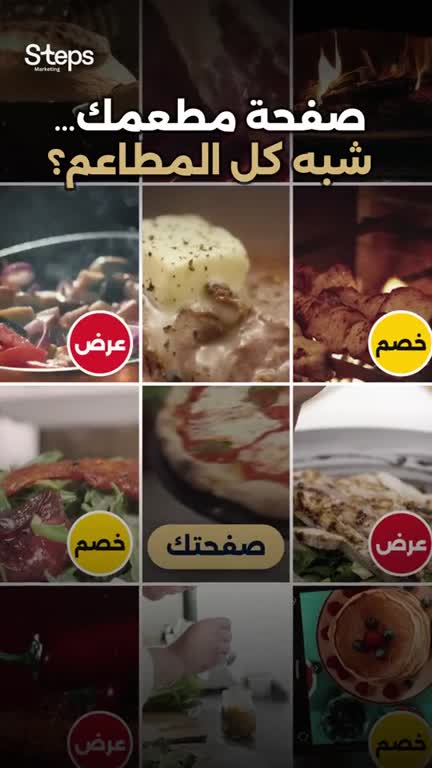 Steps
Marketing
صفحة مطعمك...
شبه كل المطاعم؟
عرض
خصم
خصم
صفحتك
عرض
عرض
خصم